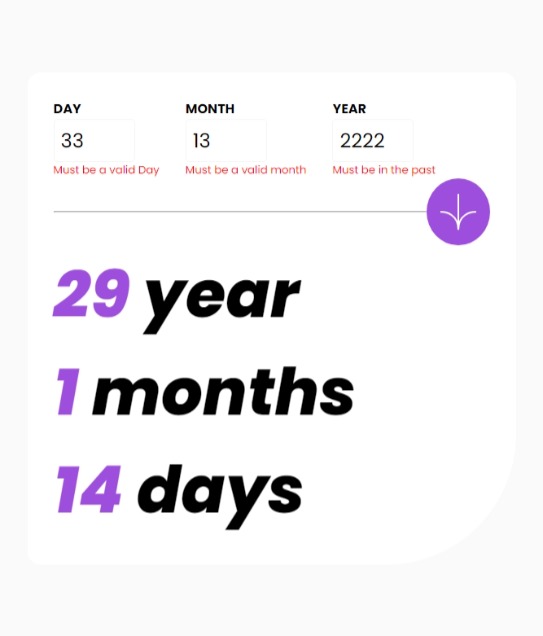 DAY MONTH YEAR
33 13 2222
Must be a valid Day Must be a valid month Must be in the past
29 year
1 months
14 days